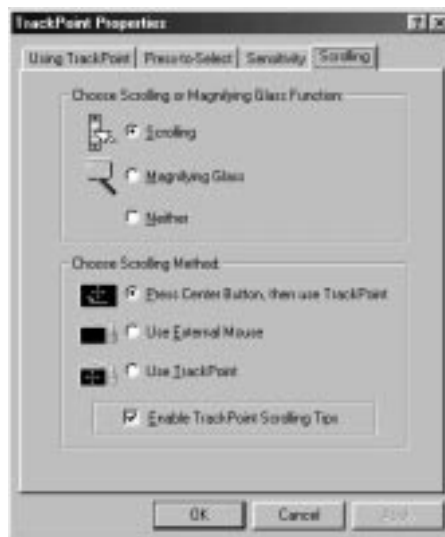 TrackPoint Properties
Using TrackPoint Press-to-Select Sensitivity Scrolling
Choose Scrolling or Magnifying Glass Function:
Scrolling
Magnifying Glass
Neither
Choose Scrolling Method:
Press Center Button, then use TrackPoint
Use External Mouse
Use TrackPoint
Enable TrackPoint Scrolling Tips
OK Cancel